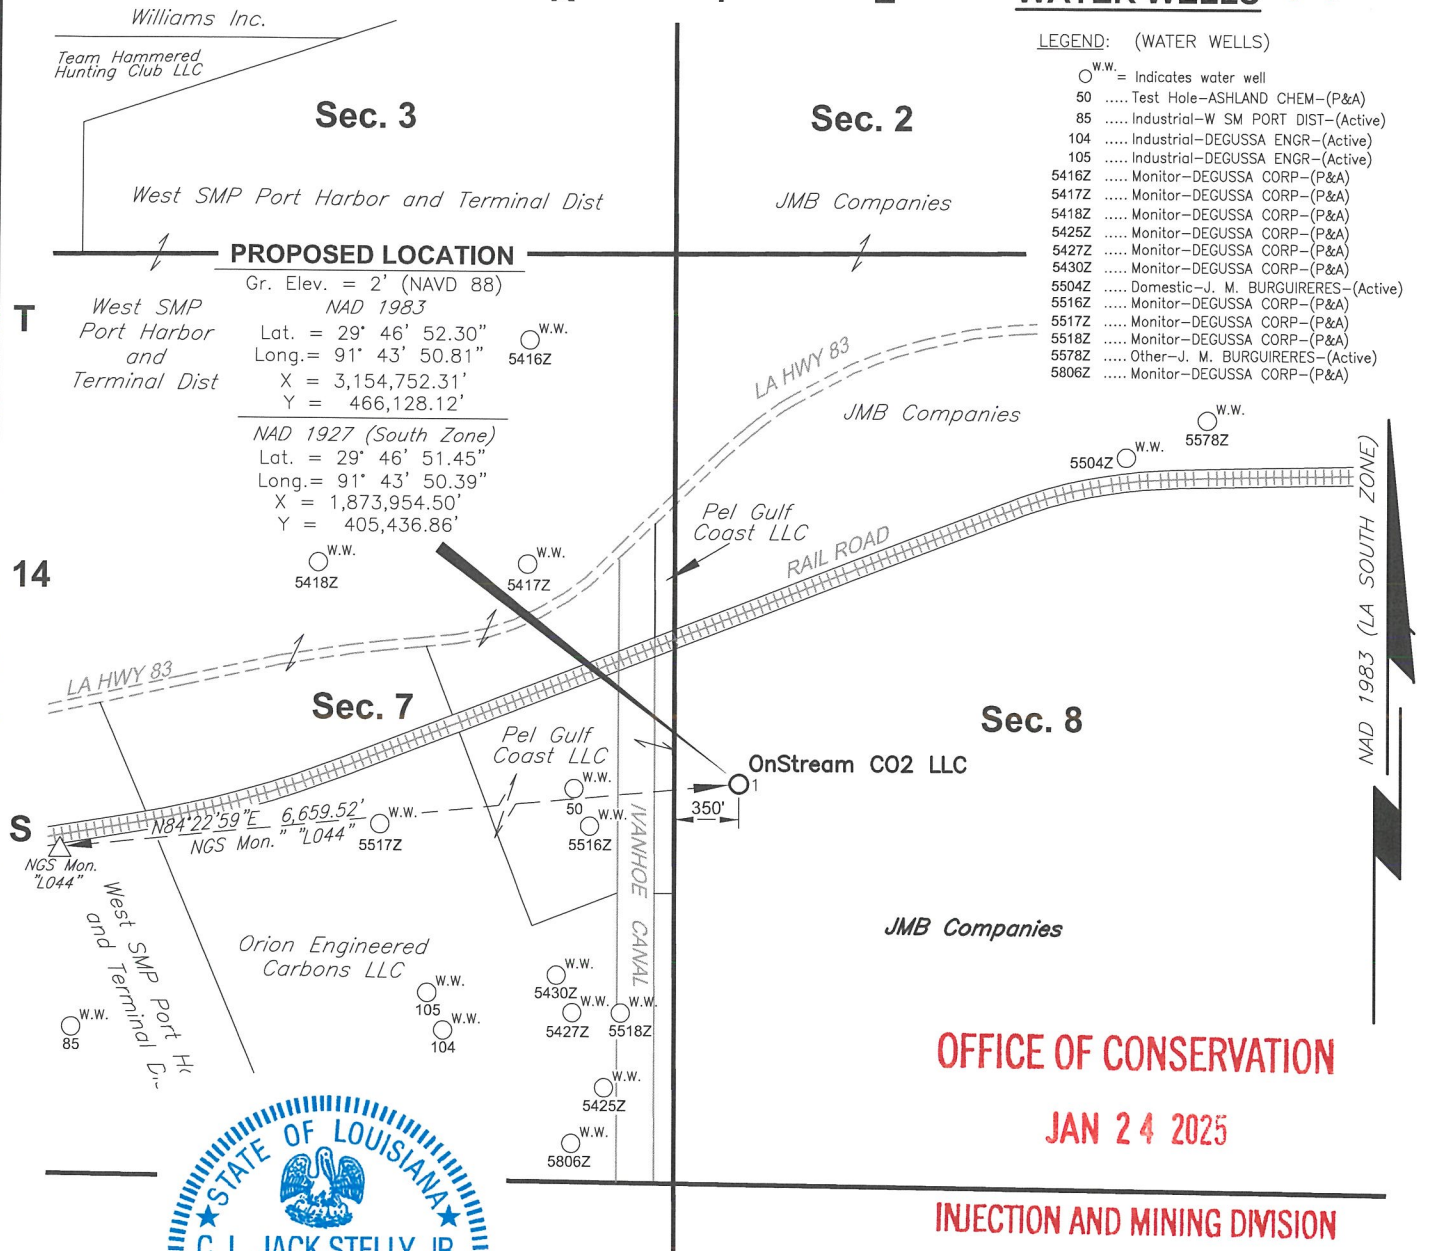 WATER WELLS
Williams Inc.
Team Hammered
Hunting Club LLC
Sec. 3
West SMP Port Harbor and Terminal Dist
Sec. 2
JMB Companies
LEGEND: (WATER WELLS)
W.W. = Indicates water well
50 ..... Test Hole-ASHLAND CHEM-(P&A)
85 ..... Industrial-W SM PORT DIST-(Active)
104 ..... Industrial-DEGUSSA ENGR-(Active)
105 ..... Industrial-DEGUSSA ENGR-(Active)
5416Z ..... Monitor-DEGUSSA CORP-(P&A)
5417Z ..... Monitor-DEGUSSA CORP-(P&A)
5418Z ..... Monitor-DEGUSSA CORP-(P&A)
5425Z ..... Monitor-DEGUSSA CORP-(P&A)
5427Z ..... Monitor-DEGUSSA CORP-(P&A)
5430Z ..... Monitor-DEGUSSA CORP-(P&A)
5504Z ..... Domestic-J. M. BURGUIRERES-(Active)
5516Z ..... Monitor-DEGUSSA CORP-(P&A)
5517Z ..... Monitor-DEGUSSA CORP-(P&A)
5518Z ..... Monitor-DEGUSSA CORP-(P&A)
5578Z ..... Other-J. M. BURGUIRERES-(Active)
5806Z ..... Monitor-DEGUSSA CORP-(P&A)
T
14
S
West SMP
Port Harbor
and
Terminal Dist
PROPOSED LOCATION
Gr. Elev. = 2' (NAVD 88)
NAD 1983
Lat. = 29° 46' 52.30"
Long.= 91° 43' 50.81"
X = 3,154,752.31'
Y = 466,128.12'
NAD 1927 (South Zone)
Lat. = 29° 46' 51.45"
Long.= 91° 43' 50.39"
X = 1,873,954.50'
Y = 405,436.86'
W.W.
5416Z
LA HWY 83
JMB Companies
W.W.
5578Z
W.W.
5504Z
NAD 1983 (LA SOUTH ZONE)
Pel Gulf
Coast LLC
RAIL ROAD
W.W.
5418Z
W.W.
5417Z
LA HWY 83
Sec. 7
Sec. 8
Pel Gulf
Coast LLC
OnStream CO2 LLC
1
350'
W.W.
50
W.W.
5516Z
N84°22'59"E 6,659.52'
NGS Mon. "L044"
W.W.
5517Z
NGS Mon.
"L044"
IVANHOE CANAL
West SMP Port
and Terminal
JMB Companies
Orion Engineered
Carbons LLC
W.W.
105
W.W.
104
W.W.
85
W.W.
5430Z
W.W.
5427Z
W.W.
5518Z
W.W.
5425Z
W.W.
5806Z
OFFICE OF CONSERVATION
JAN 24 2025
INJECTION AND MINING DIVISION
STATE OF LOUISIANA
C. L. JACK STELLY, JR.